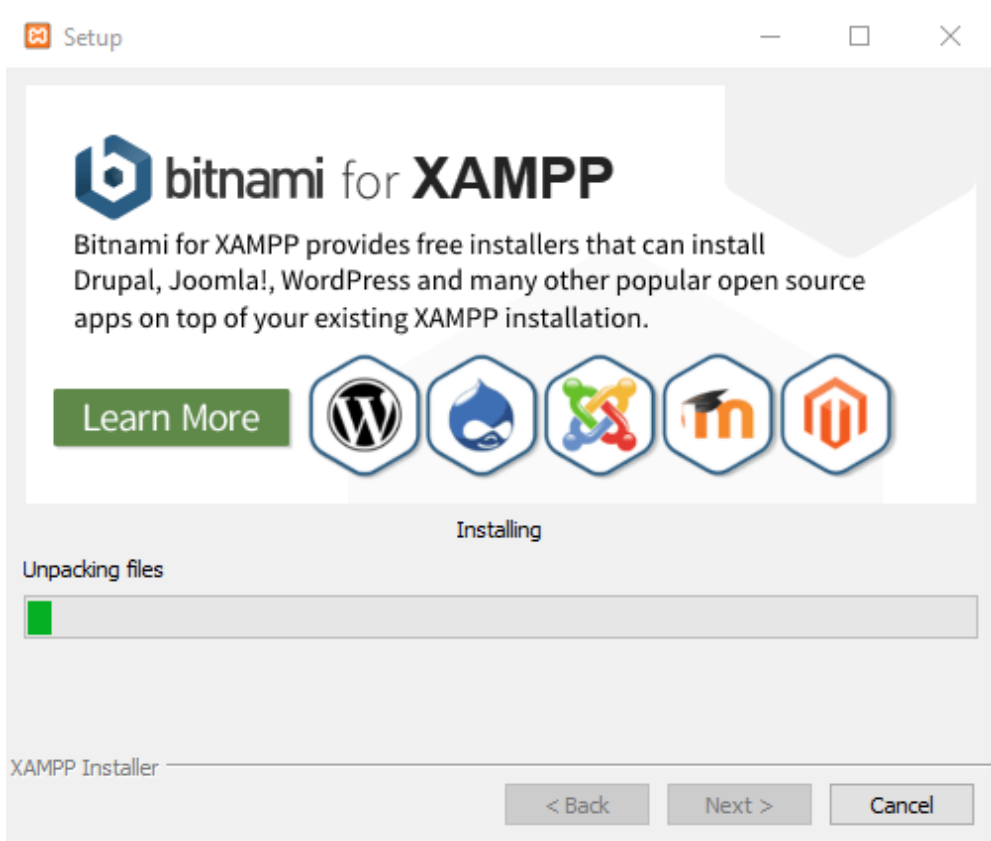 Setup
bitnami for XAMPP
Bitnami for XAMPP provides free installers that can install
Drupal, Joomla!, WordPress and many other popular open source
apps on top of your existing XAMPP installation.
Learn More
Installing
Unpacking files
XAMPP Installer
< Back Next > Cancel